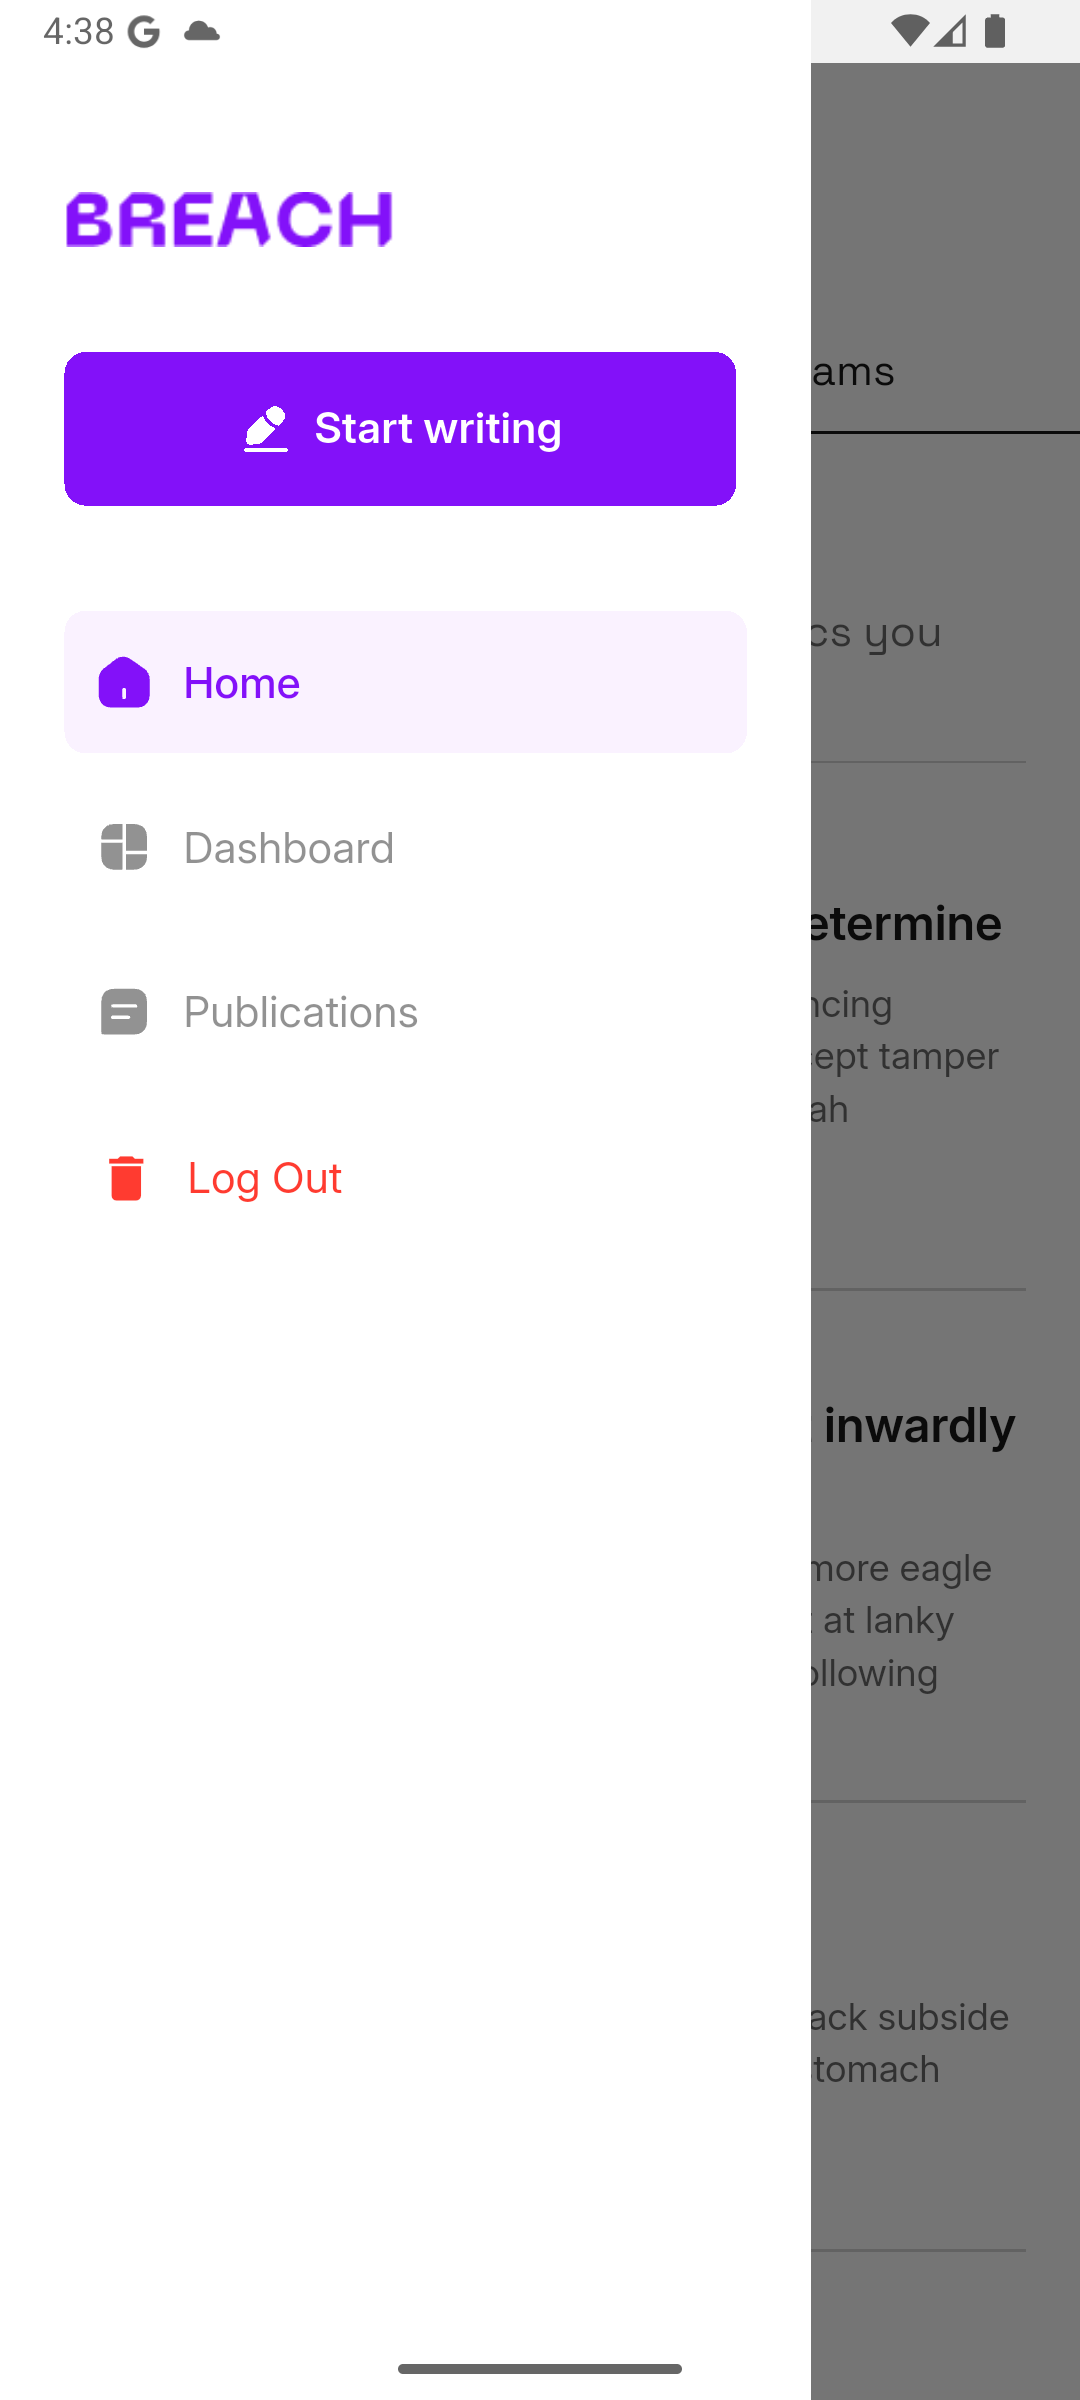 4:38
BREACH
Start writing
Home
Dashboard
Publications
Log Out
ams
cs you
etermine
ncing
cept tamper
ah
inwardly
more eagle
at lanky
ollowing
ack subside
tomach